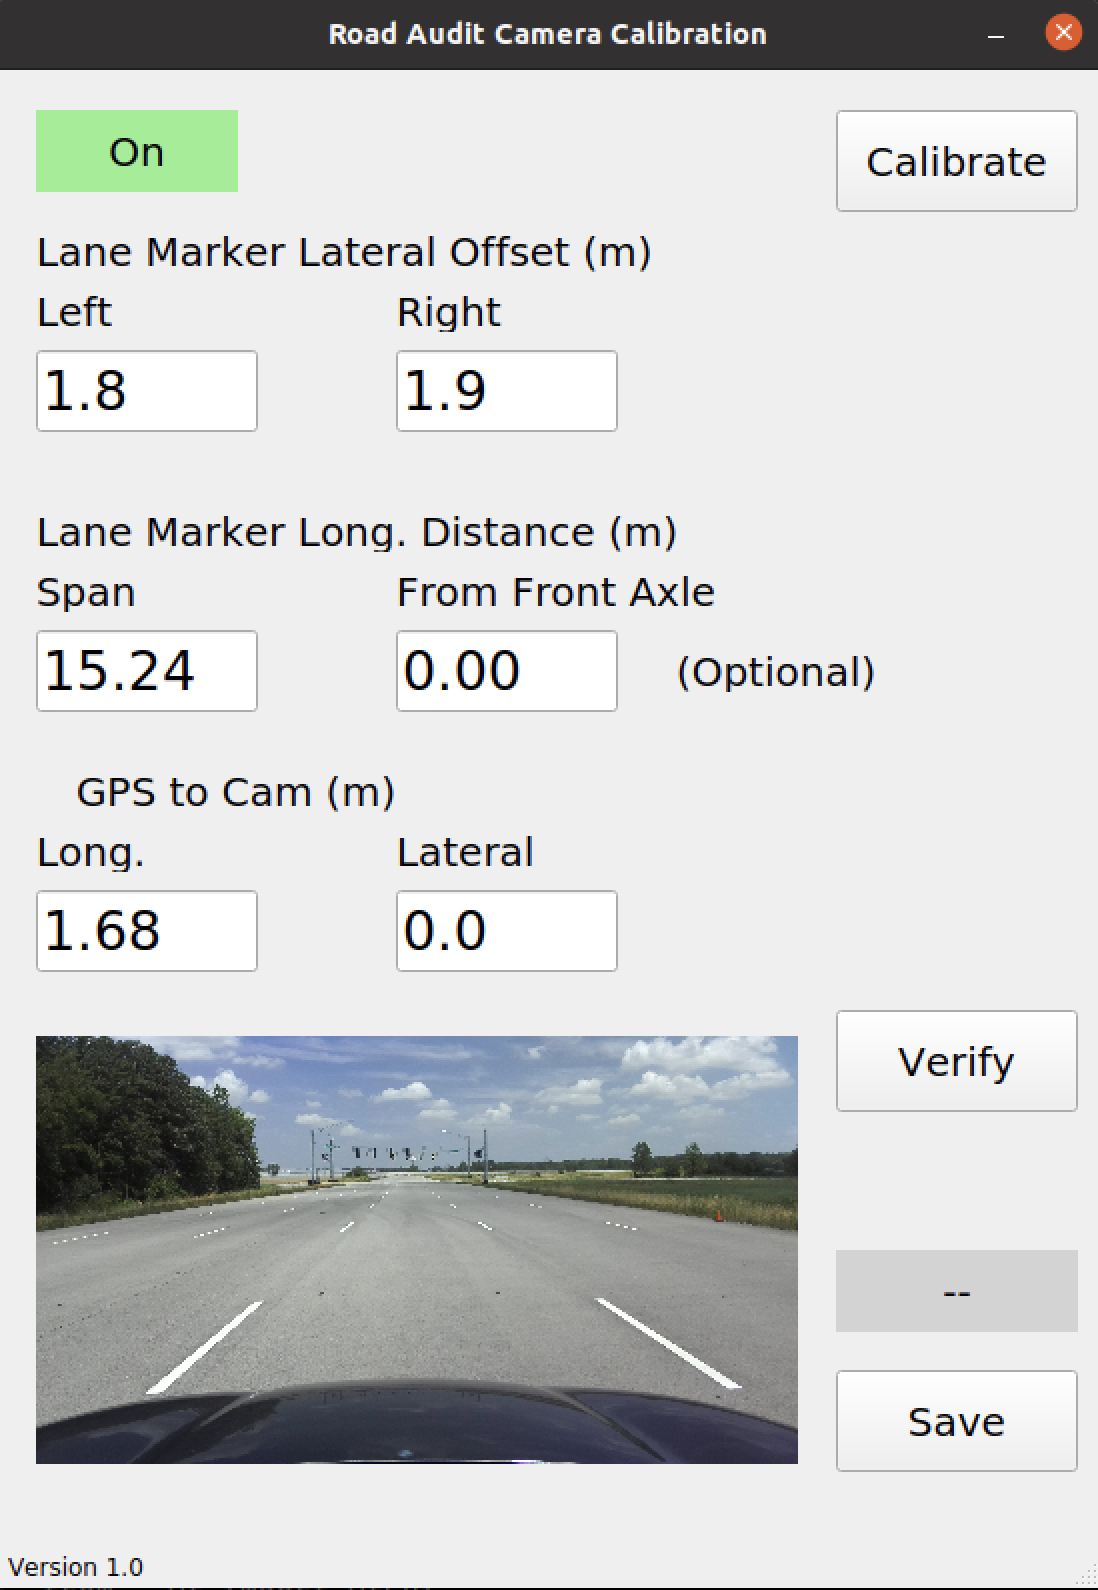 Road Audit Camera Calibration
On
Calibrate
Lane Marker Lateral Offset (m)
Left Right
1.8 1.9
Lane Marker Long. Distance (m)
Span From Front Axle
15.24 0.00 (Optional)
GPS to Cam (m)
Long. Lateral
1.68 0.0
Verify
--
Save
Version 1.0